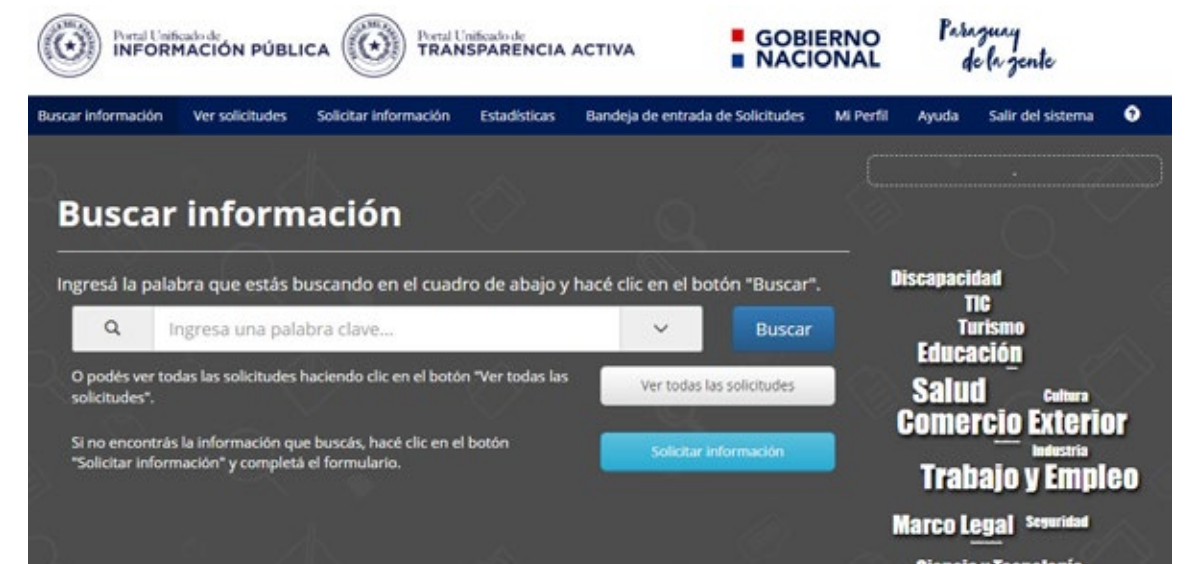 Portal Unificado de
INFORMACIÓN PÚBLICA
Portal Unificado de
TRANSPARENCIA ACTIVA
GOBIERNO
NACIONAL
Paraguay
de la gente
Buscar información Ver solicitudes Solicitar información Estadísticas Bandeja de entrada de Solicitudes Mi Perfil Ayuda Salir del sistema ?
Buscar información
Ingresá la palabra que estás buscando en el cuadro de abajo y hacé clic en el botón "Buscar".
Ingresa una palabra clave...
Buscar
O podés ver todas las solicitudes haciendo clic en el botón "Ver todas las
solicitudes".
Ver todas las solicitudes
Si no encontrás la información que buscás, hacé clic en el botón
"Solicitar información" y completá el formulario.
Solicitar información
Discapacidad
TIC
Turismo
Educación
Salud
Cultura
Comercio Exterior
Industria
Trabajo y Empleo
Marco Legal
Seguridad
Ciencia y Tecnología